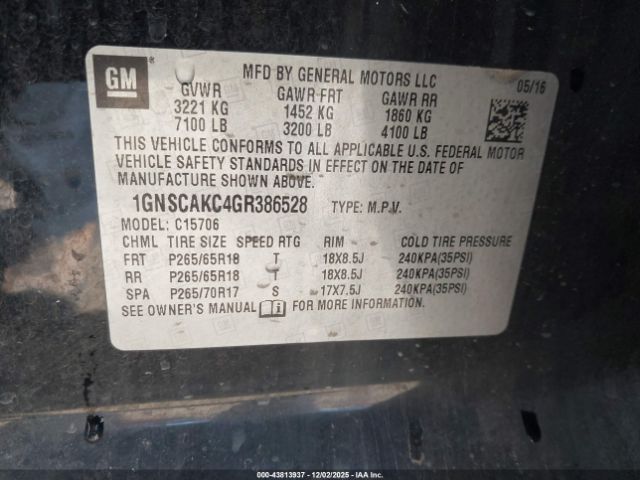 GM ®
MFD BY GENERAL MOTORS LLC
05/16
GVWR GAWR FRT GAWR RR
3221 KG 1452 KG 1860 KG
7100 LB 3200 LB 4100 LB
THIS VEHICLE CONFORMS TO ALL APPLICABLE U.S. FEDERAL MOTOR
VEHICLE SAFETY STANDARDS IN EFFECT ON THE DATE OF
MANUFACTURE SHOWN ABOVE.
1GNSCAKC4GR386528 TYPE: M.P.V.
MODEL: C15706
CHML TIRE SIZE SPEED RTG RIM COLD TIRE PRESSURE
FRT P265/65R18 T 18X8.5J 240KPA(35PSI)
RR P265/65R18 T 18X8.5J 240KPA(35PSI)
SPA P265/70R17 S 17X7.5J 240KPA(35PSI)
SEE OWNER'S MANUAL FOR MORE INFORMATION.
000-43813937 - 12/02/2025 - IAAI.COM